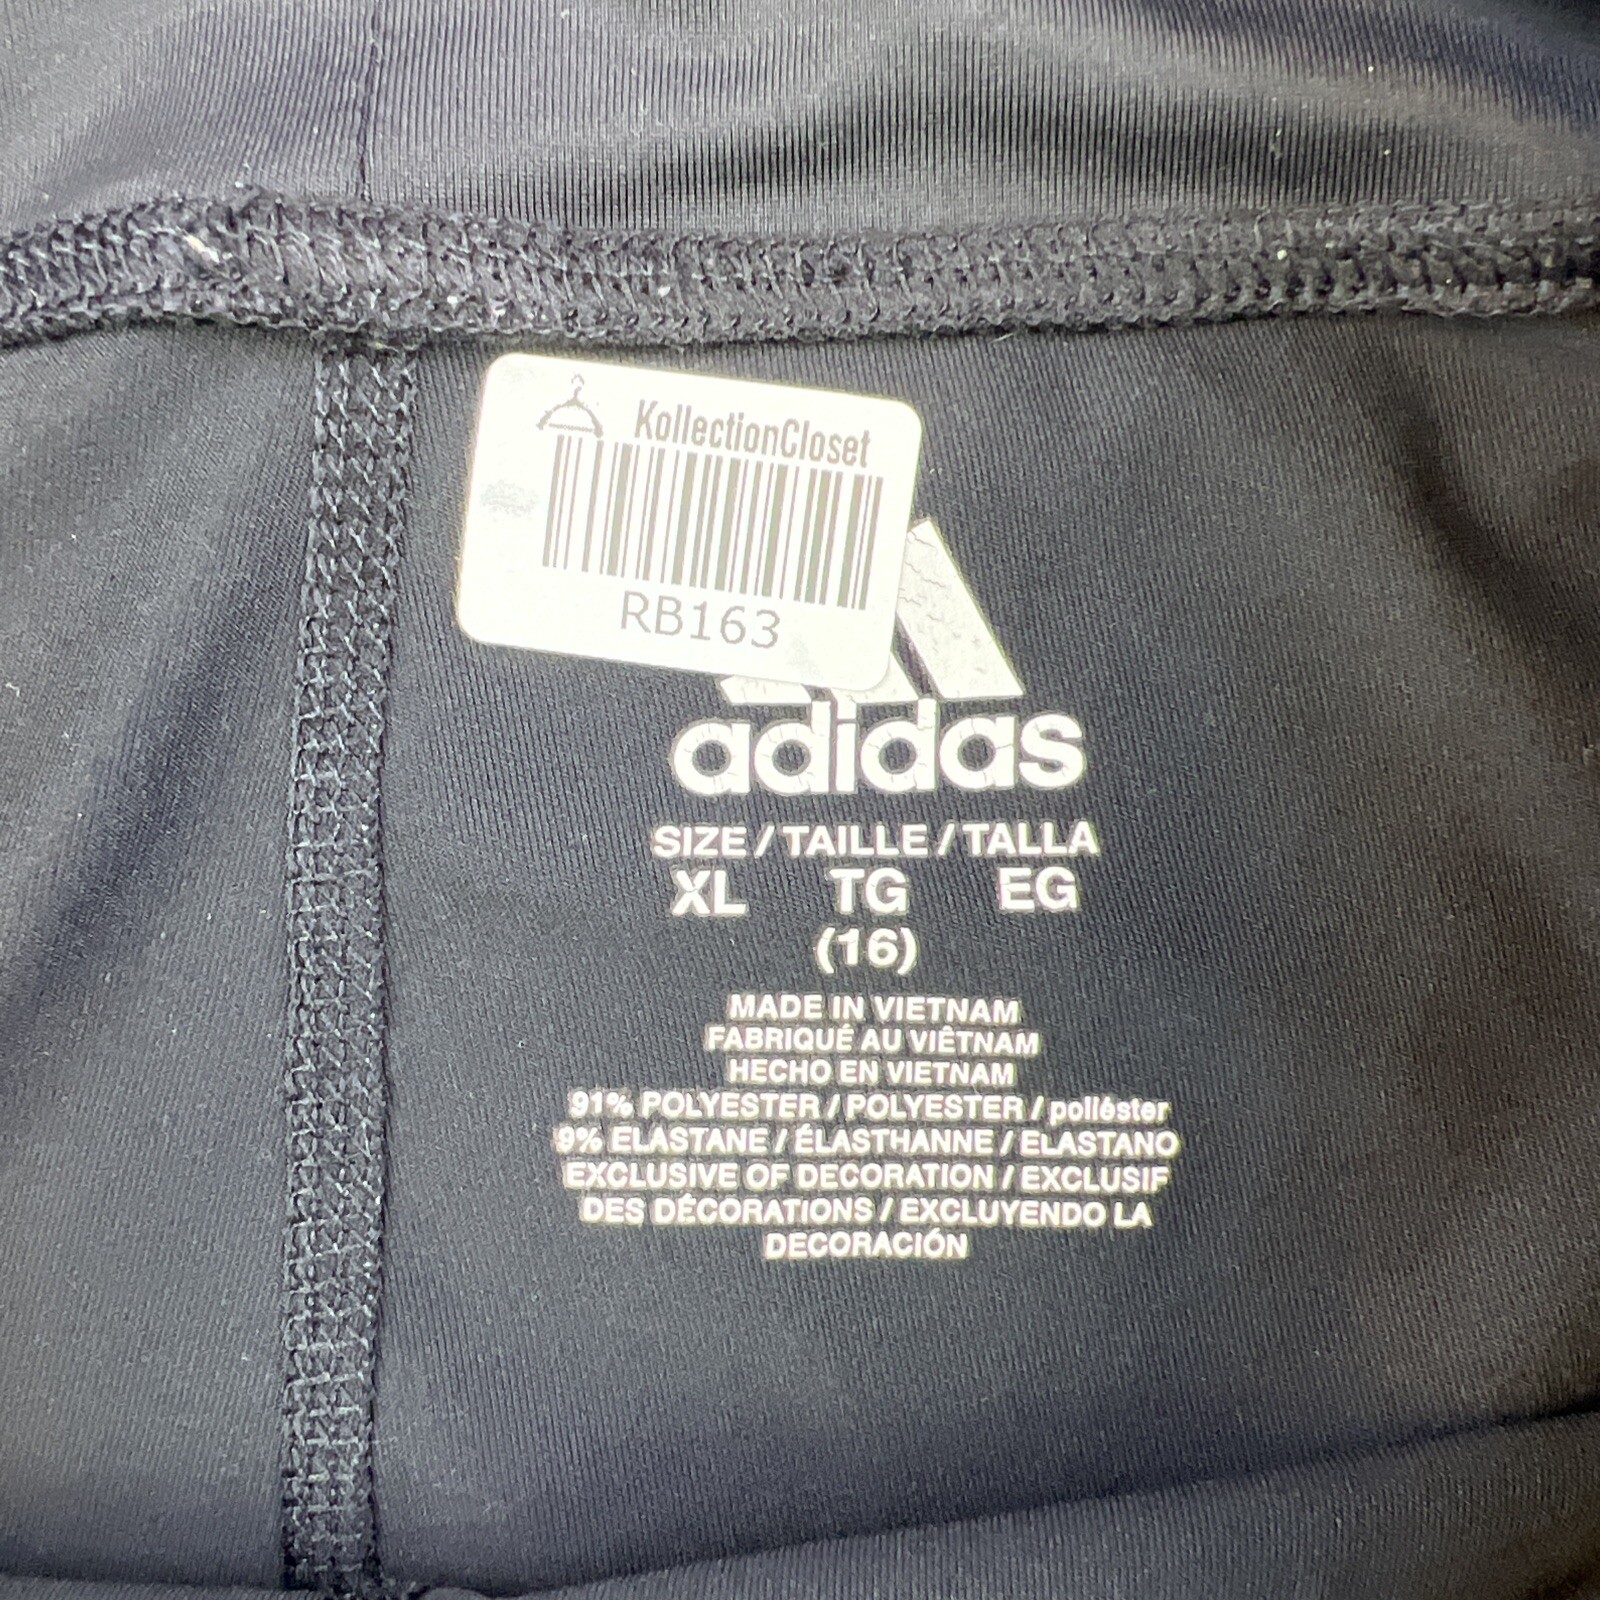 KollectionCloset
RB163
adidas
SIZE / TAILLE / TALLA
XL TG EG
(16)
MADE IN VIETNAM
FABRIQUÉ AU VIÊTNAM
HECHO EN VIETNAM
91% POLYESTER / POLYESTER / poliéster
9% ELASTANE / ÉLASTHANNE / ELASTANO
EXCLUSIVE OF DECORATION / EXCLUSIF
DES DÉCORATIONS / EXCLUYENDO LA
DECORACIÓN